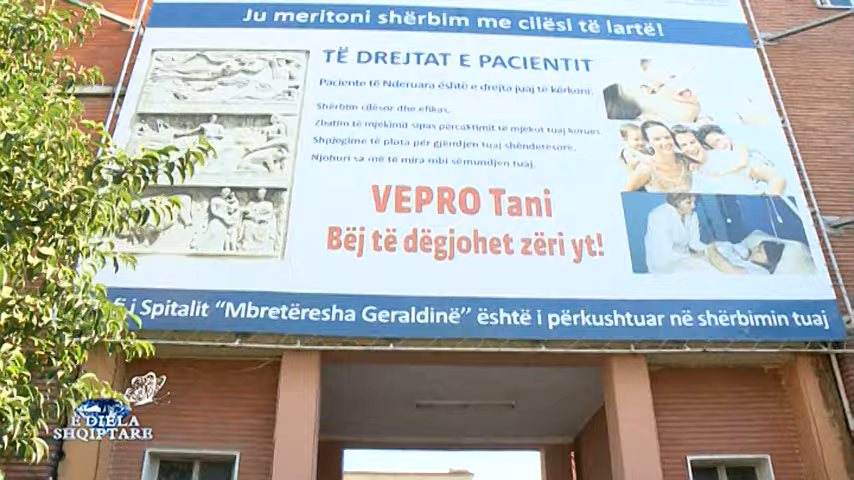 Ju meritoni shërbim me cilësi të lartë!
TË DREJTAT E PACIENTIT
Paciente të Nderuara është e drejta juaj të kërkoni:
Shërbim cilësor dhe efikas.
Zbatim të mjekimit sipas përcaktimit të mjekut tuaj kurues.
Shpjegime të plota për gjëndjen tuaj shëndetësore.
Njohuri sa më të mira mbi sëmundjen tuaj.
VEPRO Tani
Bëj të dëgjohet zëri yt!
fi i Spitalit "Mbretëresha Geraldinë" është i përkushtuar në shërbimin tuaj
E DIELA
SHQIPTARE